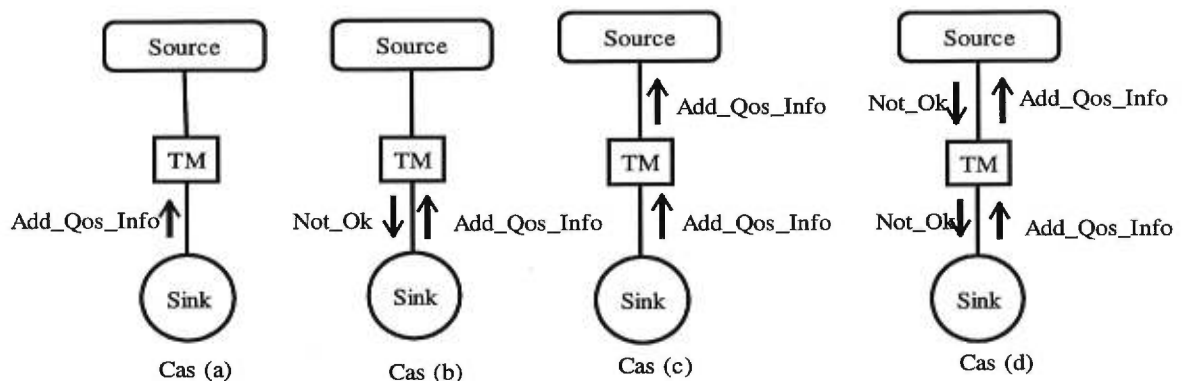 Source
TM
Add_Qos_Info
Sink
Cas (a)
Source
TM
Not_Ok
Add_Qos_Info
Sink
Cas (b)
Source
Add_Qos_Info
TM
Add_Qos_Info
Sink
Cas (c)
Source
Not_Ok
Add_Qos_Info
TM
Not_Ok
Add_Qos_Info
Sink
Cas (d)